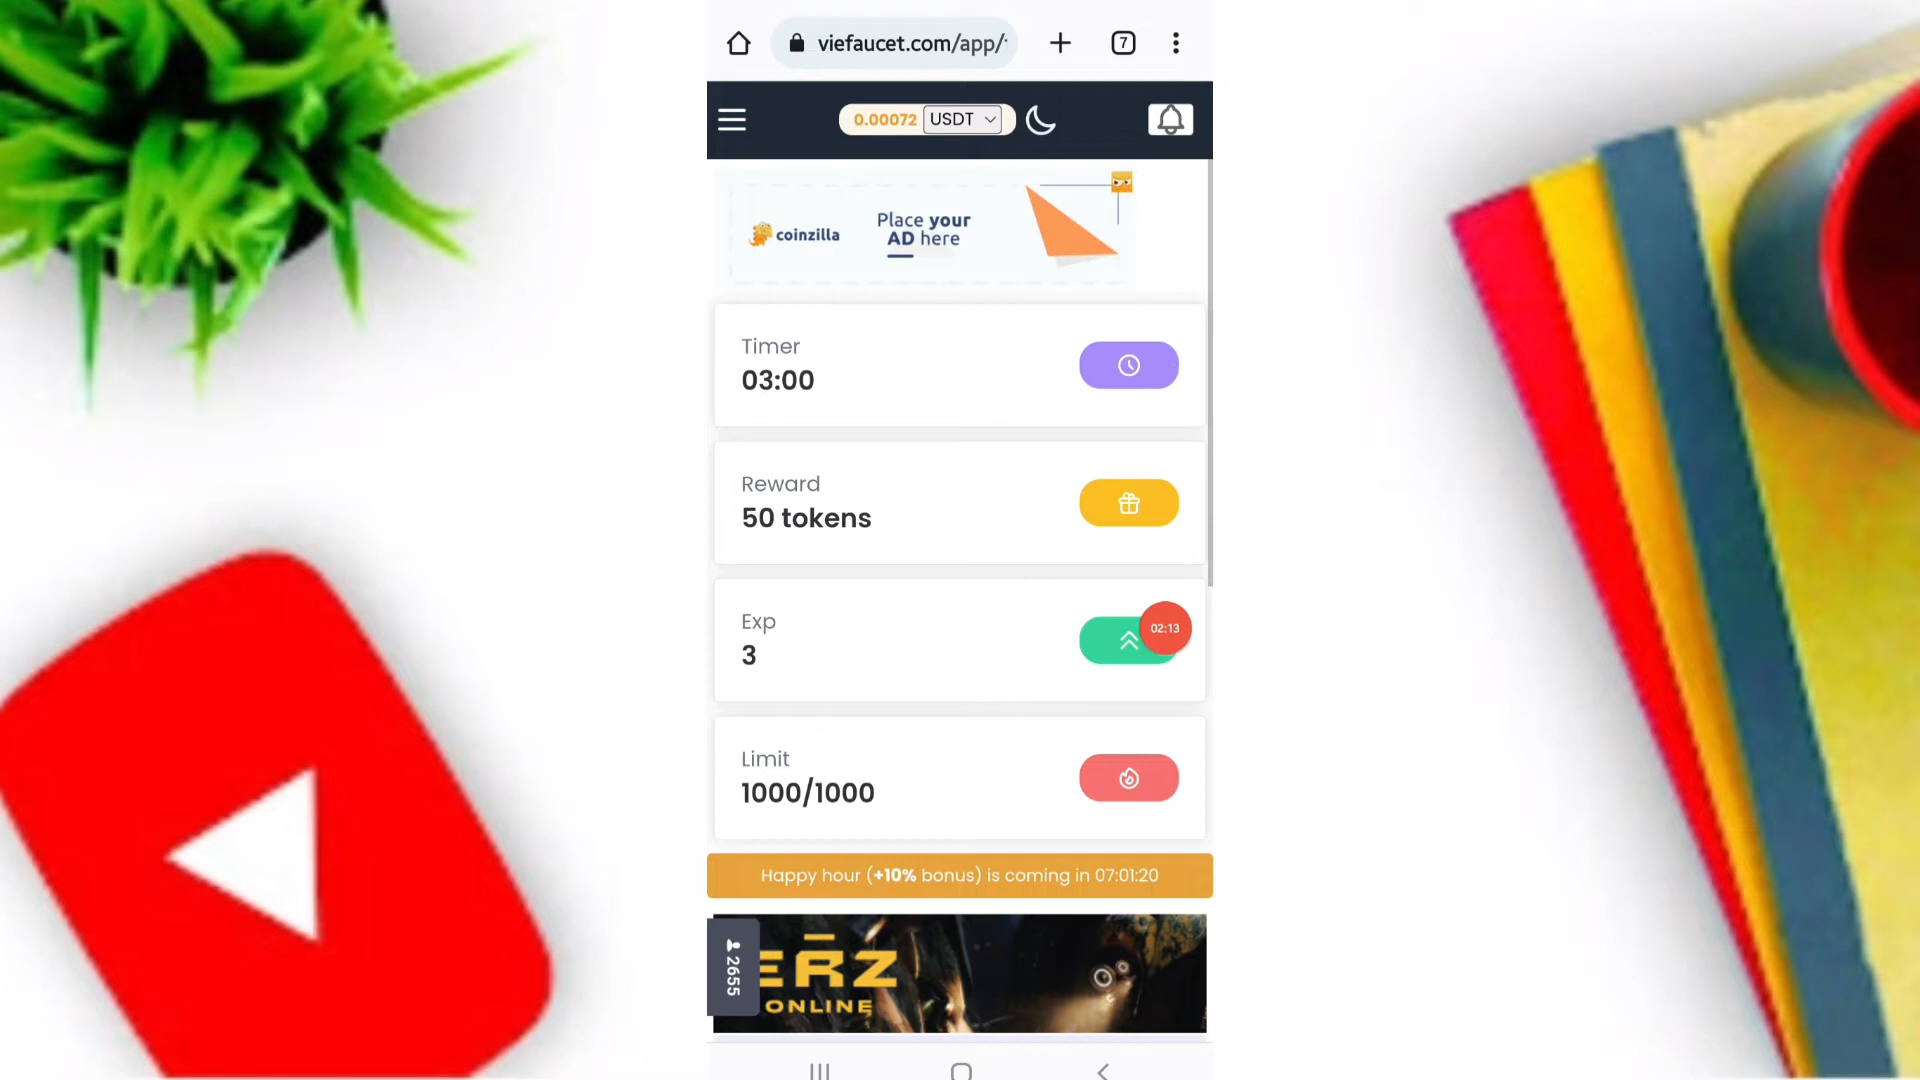 viefaucet.com/app/
7
0.00072 USDT
coinzilla
Place your
AD here
Timer
03:00
Reward
50 tokens
Exp
3
02:13
Limit
1000/1000
Happy hour (+10% bonus) is coming in 07:01:20
2655
ERZ
ONLINE